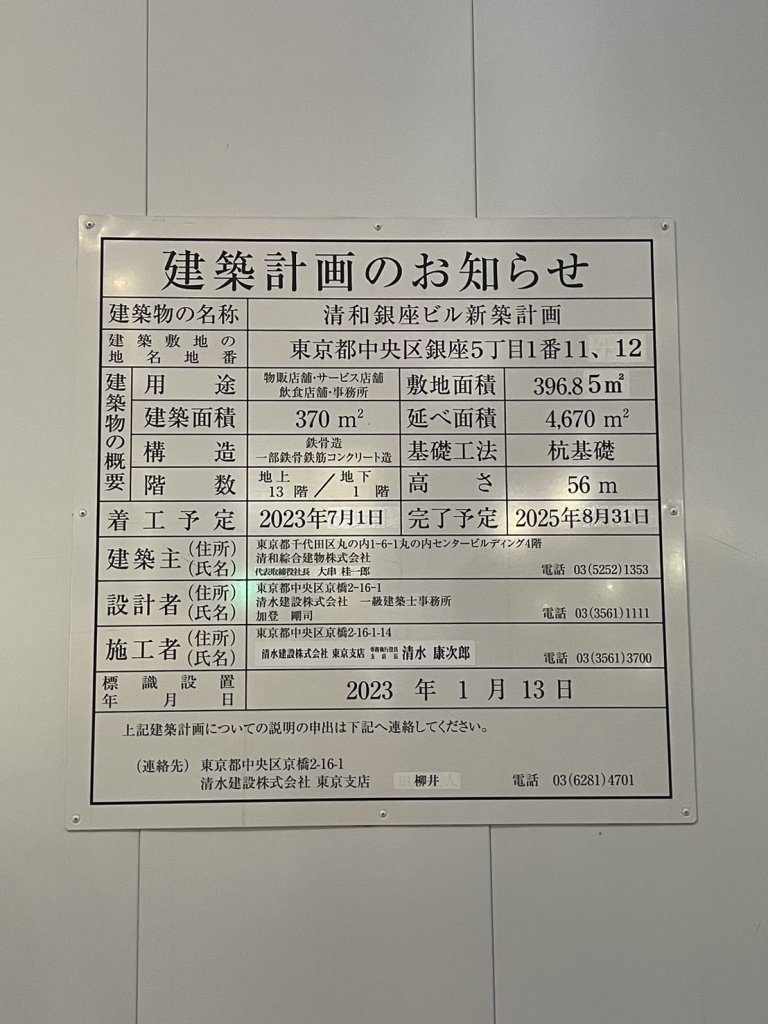 建築計画のお知らせ
建築物の名称 清和銀座ビル新築計画
建築敷地の地名地番 東京都中央区銀座5丁目1番11、12
建築物の概要
用途 物販店舗・サービス店舗 飲食店舗・事務所 敷地面積 396.85㎡
建築面積 370 m² 延べ面積 4,670 m²
構造 鉄骨造 一部鉄骨鉄筋コンクリート造 基礎工法 杭基礎
階数 地上13階／地下1階 高さ 56 m
着工予定 2023年7月1日 完了予定 2025年8月31日
建築主(住所)(氏名) 東京都千代田区丸の内1-6-1丸の内センタービルディング4階
清和綜合建物株式会社
代表取締役社長 大串 桂一郎 電話 03(5252)1353
設計者(住所)(氏名) 東京都中央区京橋2-16-1
清水建設株式会社 一級建築士事務所
加登 剛司 電話 03(3561)1111
施工者(住所)(氏名) 東京都中央区京橋2-16-1-14
清水建設株式会社 東京支店 専務執行役員支店長 清水 康次郎 電話 03(3561)3700
標識設置年月日 2023 年 1 月 13 日
上記建築計画についての説明の申出は下記へ連絡してください。
(連絡先) 東京都中央区京橋2-16-1
清水建設株式会社 東京支店 柳井 電話 03(6281)4701